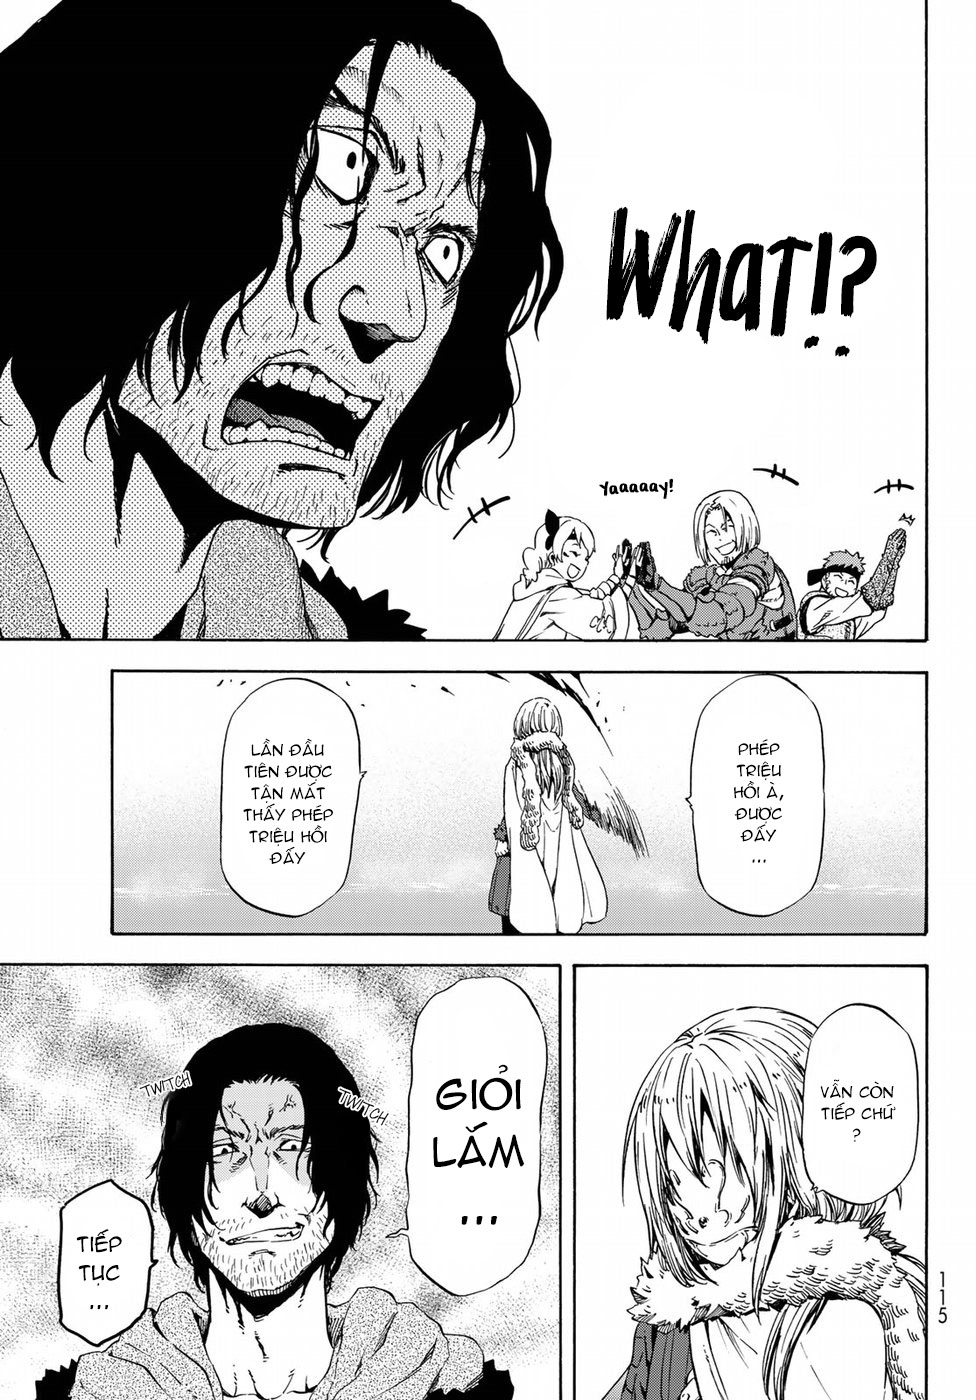 What!?
Yaaaaay!
PHÉP
TRIỆU
HỒI À,
ĐƯỢC
ĐẤY
...
LẦN ĐẦU
TIÊN ĐƯỢC
TẬN MẮT
THẤY PHÉP
TRIỆU HỒI
ĐẤY
VẪN CÒN
TIẾP CHỨ
?
GIỎI
LẮM
...
TWITCH
TWITCH
TIẾP
TỤC
...
115